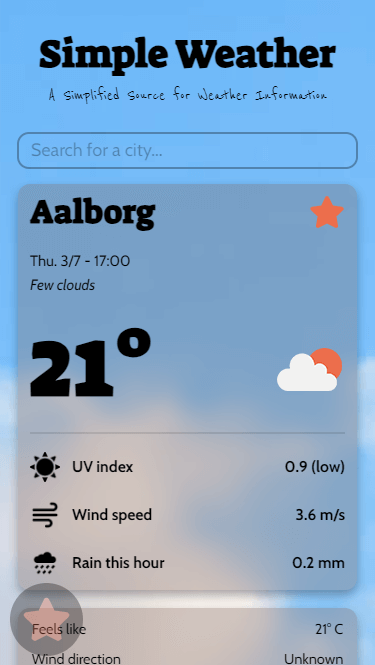 Simple Weather
A Simplified Source for Weather Information
Search for a city...
Aalborg
Thu. 3/7 - 17:00
Few clouds
21°
UV index 0.9 (low)
Wind speed 3.6 m/s
Rain this hour 0.2 mm
Feels like 21° C
Wind direction Unknown